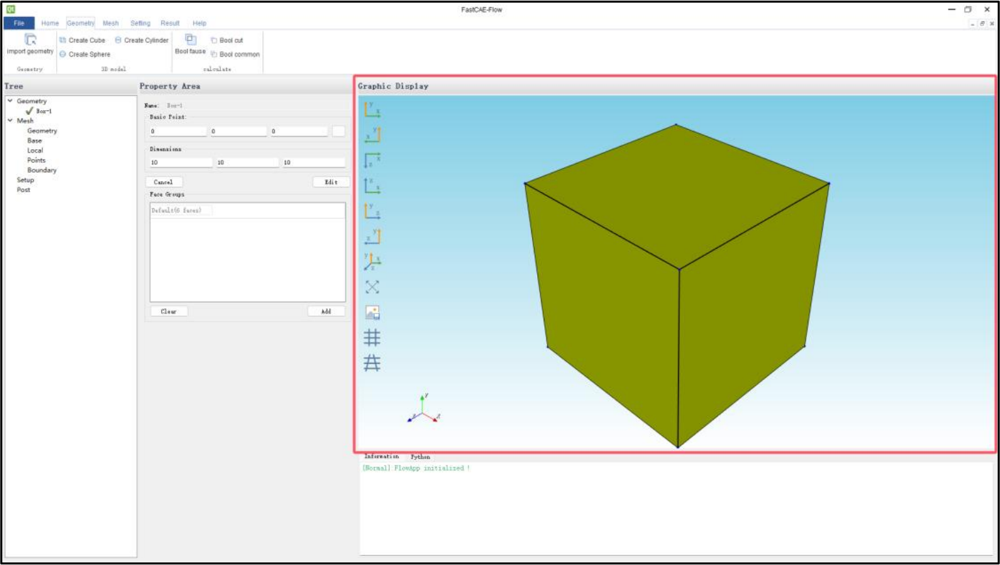 FastCAE-Flow
File Home Geometry Mesh Setting Result Help
import geometry
Create Cube Create Cylinder
Create Sphere
Bool fause
Bool cut
Bool common
Geometry 3D model calculate
Tree
Geometry
Box-1
Mesh
Geometry
Base
Local
Points
Boundary
Setup
Post
Property Area
Name: Box-1
Basic Point:
0 0 0
Dimensions
10 10 10
Cancel Edit
Face Groups
Default(6 faces)
Clear Add
Graphic Display
y x
x y
x z
z x
y z
z y
y x z
y
z x
Information Python
[Normal] FlowApp initialized !